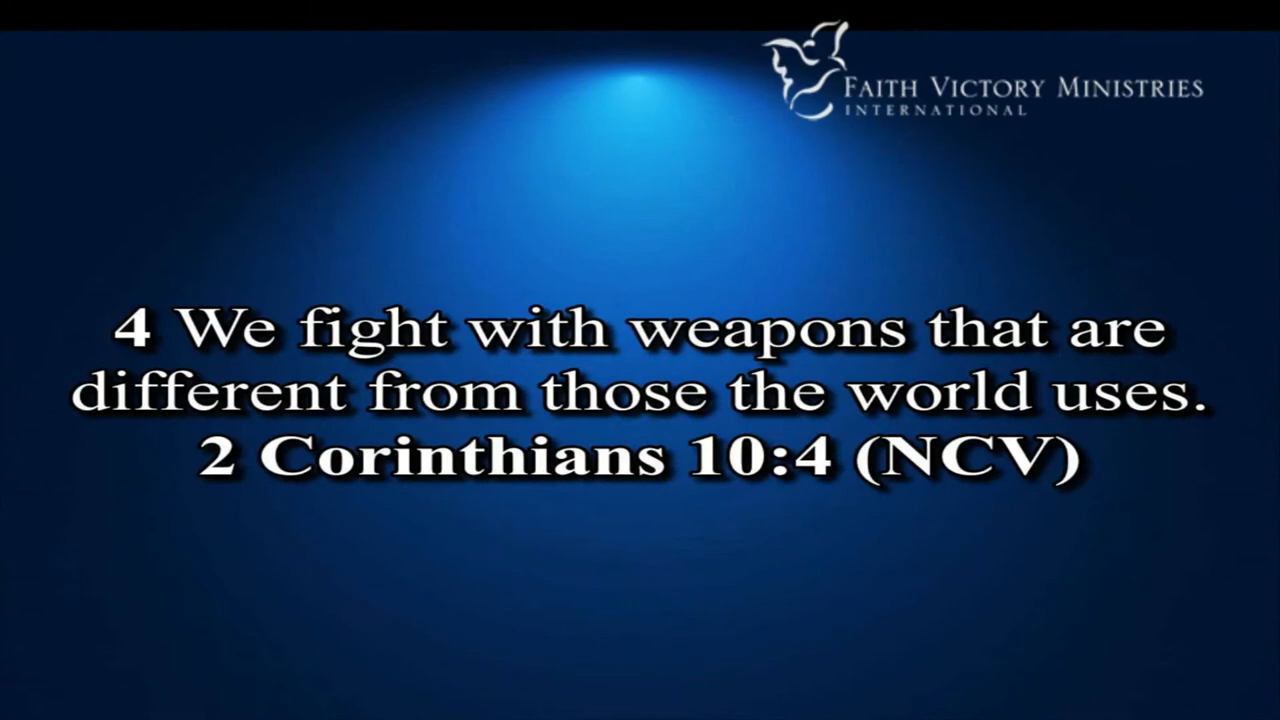 FAITH VICTORY MINISTRIES
INTERNATIONAL
4 We fight with weapons that are
different from those the world uses.
2 Corinthians 10:4 (NCV)